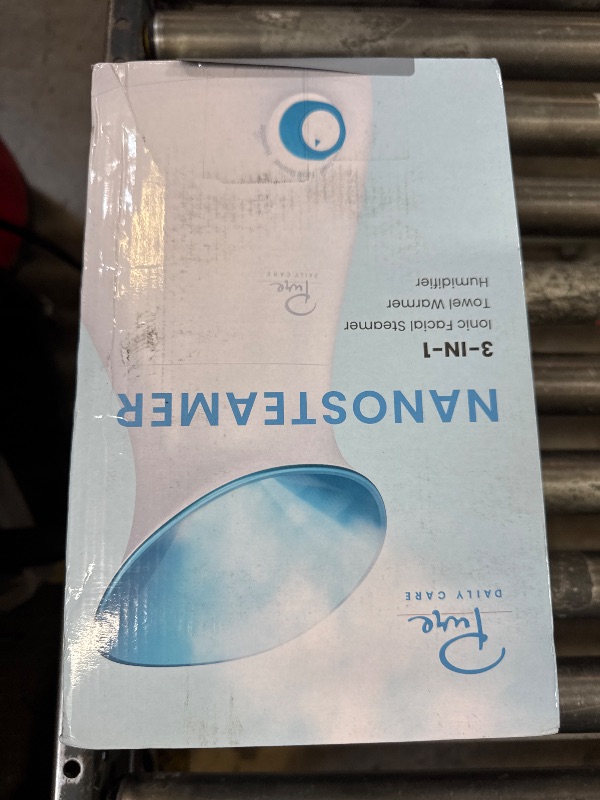 Pure
DAILY CARE
NANOSTEAMER
3-IN-1
Ionic Facial Steamer
Towel Warmer
Humidifier
Pure
DAILY CARE